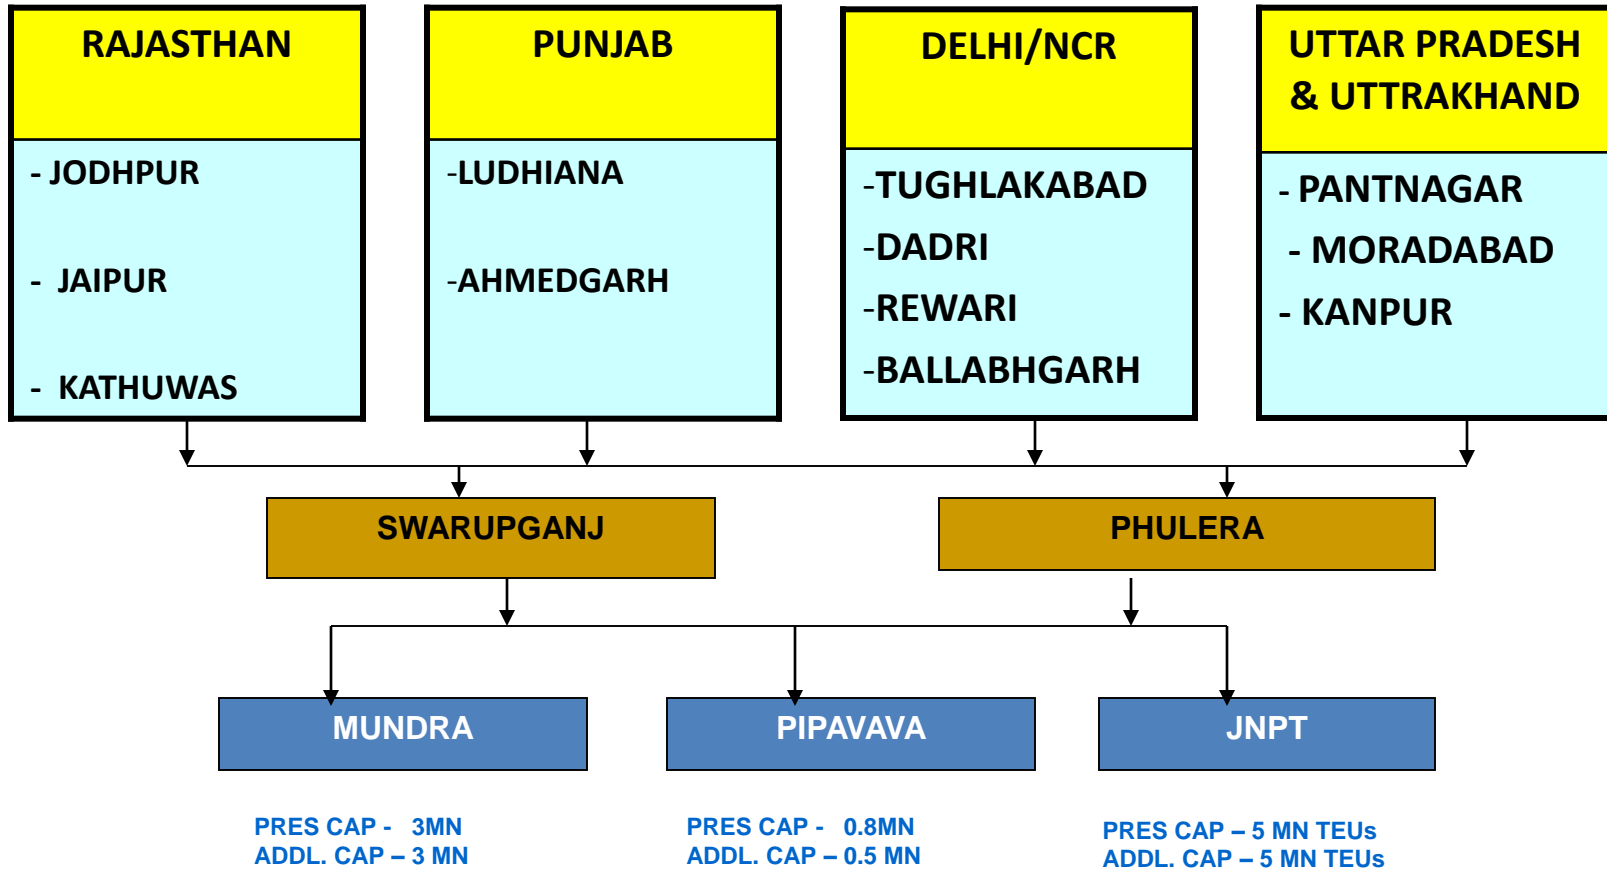 RAJASTHAN
- JODHPUR
- JAIPUR
- KATHUWAS
PUNJAB
-LUDHIANA
-AHMEDGARH
DELHI/NCR
-TUGHLAKABAD
-DADRI
-REWARI
-BALLABHGARH
UTTAR PRADESH
& UTTRAKHAND
- PANTNAGAR
- MORADABAD
- KANPUR
SWARUPGANJ
PHULERA
MUNDRA
PIPAVAVA
JNPT
PRES CAP - 3MN
ADDL. CAP – 3 MN
PRES CAP - 0.8MN
ADDL. CAP – 0.5 MN
PRES CAP – 5 MN TEUs
ADDL. CAP – 5 MN TEUs